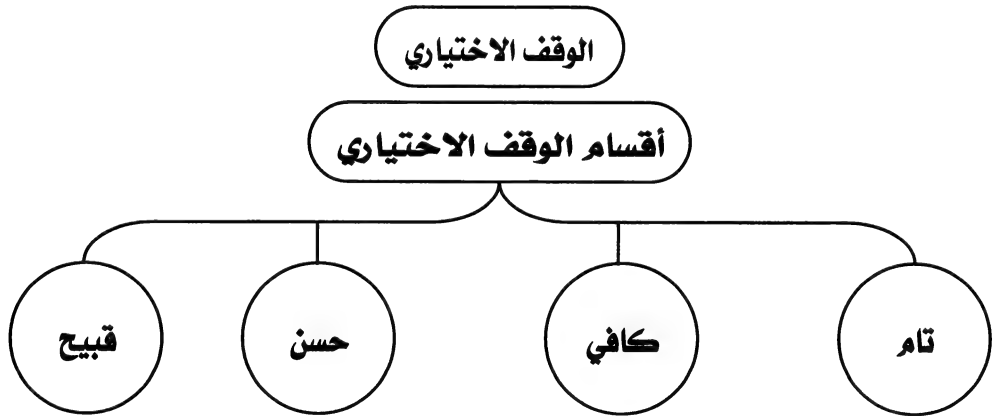 الوقف الاختياري
أقسام الوقف الاختياري
تام
كافي
حسن
قبيح